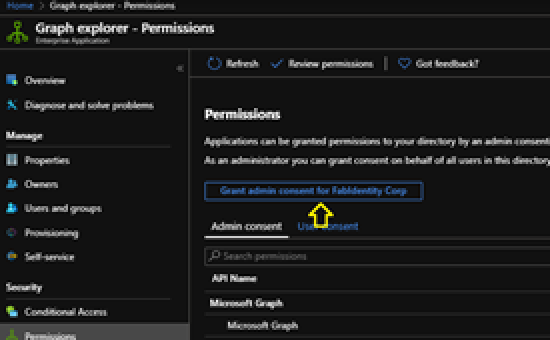 Home > Graph explorer - Permissions
Graph explorer - Permissions
Enterprise Application
«
Overview
Diagnose and solve problems
Manage
Properties
Owners
Users and groups
Provisioning
Self-service
Security
Conditional Access
Permissions
Refresh
Review permissions
Got feedback?
Permissions
Applications can be granted permissions to your directory by an admin consent
As an administrator you can grant consent on behalf of all users in this directory
Grant admin consent for FabIdentity Corp
Admin consent
User consent
Search permissions
API Name
Microsoft Graph
Microsoft Graph